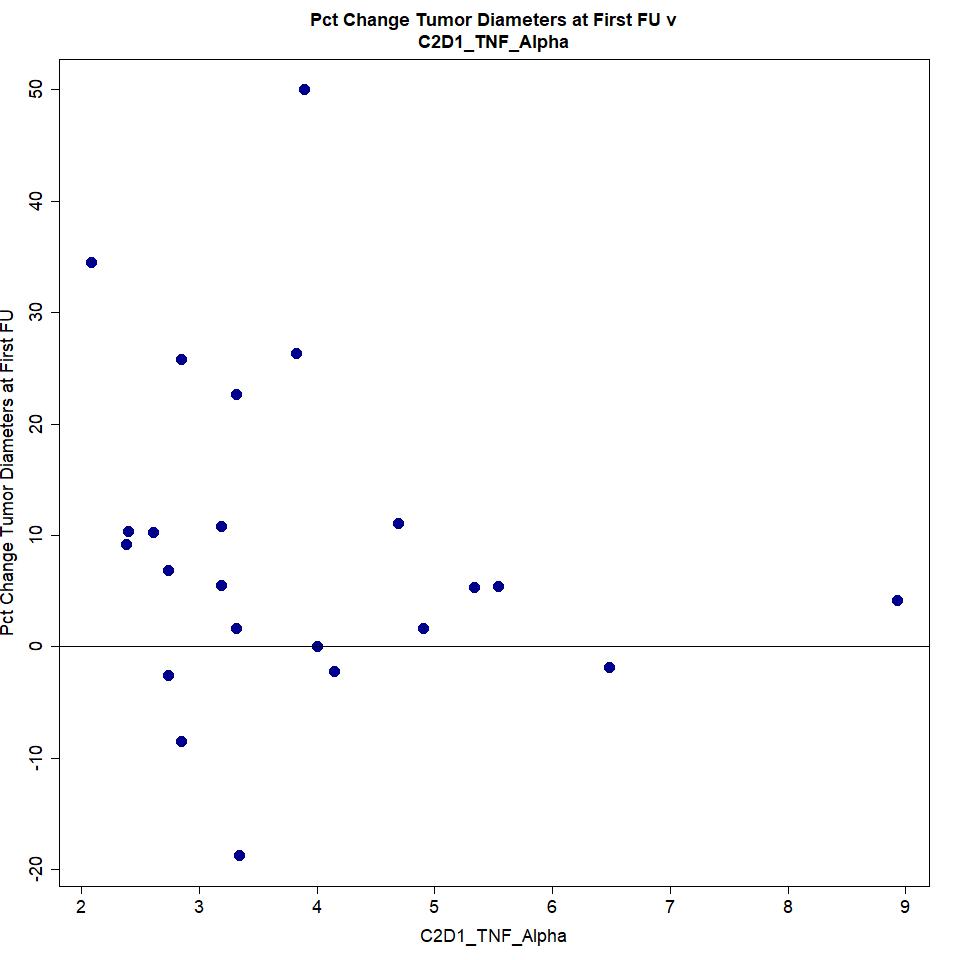 Pct Change Tumor Diameters at First FU v
C2D1_TNF_Alpha
Pct Change Tumor Diameters at First FU
50
40
30
20
10
0
-10
-20
2 3 4 5 6 7 8 9
C2D1_TNF_Alpha